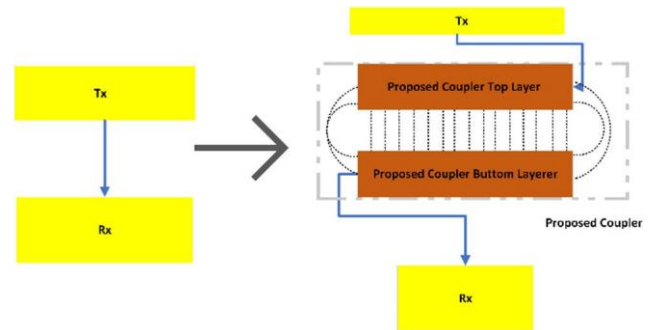 Tx
Rx
Tx
Proposed Coupler Top Layer
Proposed Coupler Buttom Layerer
Proposed Coupler
Rx